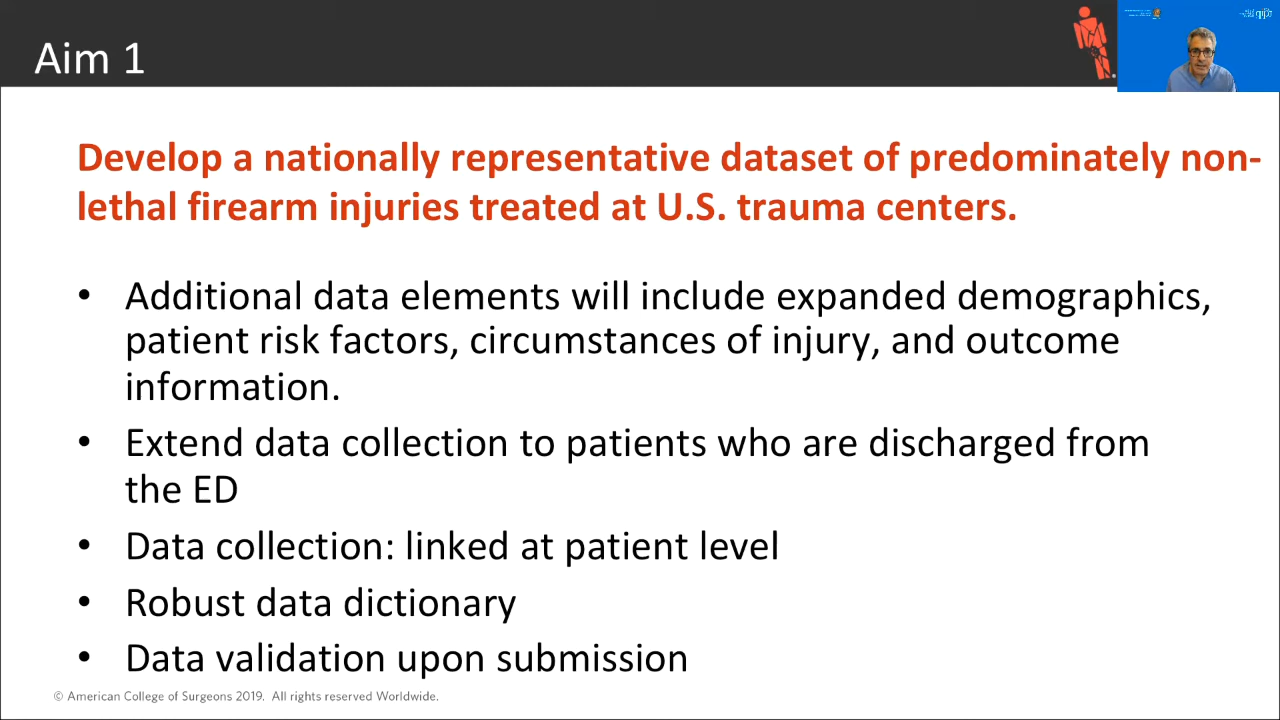 Aim 1
Develop a nationally representative dataset of predominately non-
lethal firearm injuries treated at U.S. trauma centers.
• Additional data elements will include expanded demographics,
patient risk factors, circumstances of injury, and outcome
information.
• Extend data collection to patients who are discharged from
the ED
• Data collection: linked at patient level
• Robust data dictionary
• Data validation upon submission
© American College of Surgeons 2019. All rights reserved Worldwide.